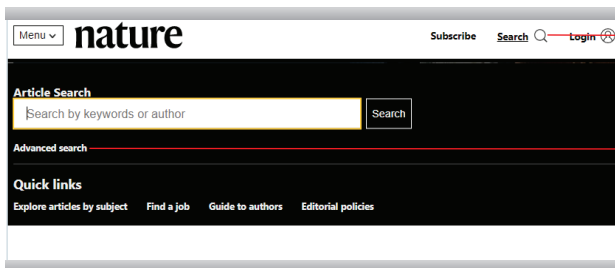 Menu nature Subscribe Search Login
Article Search
Search by keywords or author Search
Advanced search
Quick links
Explore articles by subject Find a job Guide to authors Editorial policies